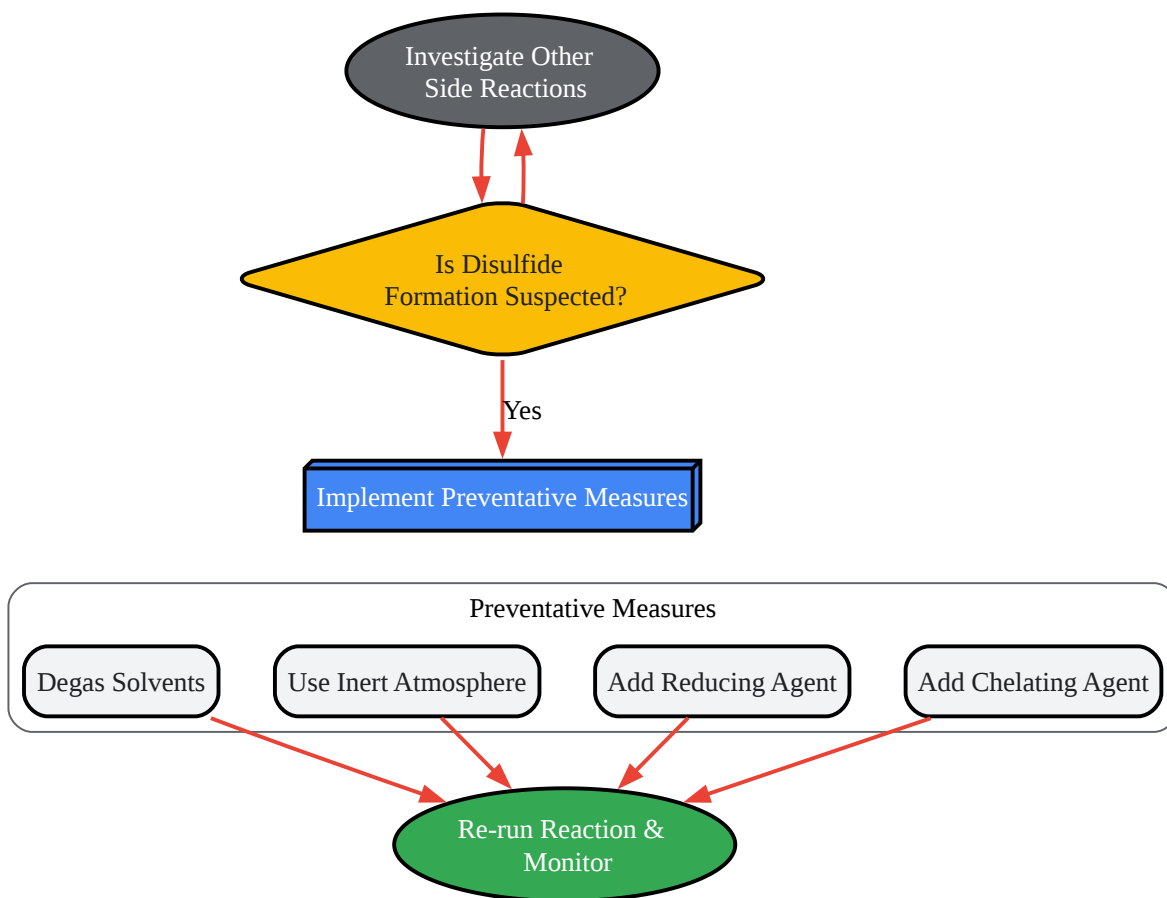 Investigate Other
Side Reactions
Is Disulfide
Formation Suspected?
Yes
Implement Preventative Measures
Preventative Measures
Degas Solvents
Use Inert Atmosphere
Add Reducing Agent
Add Chelating Agent
Re-run Reaction &
Monitor